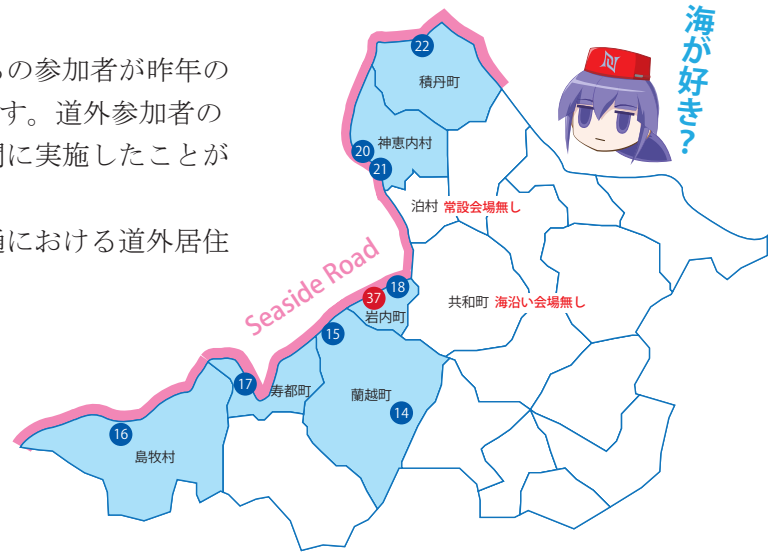 らの参加者が昨年の
す。道外参加者の
間に実施したことが
通における道外居住
海が好き？
22
積丹町
神恵内村
20
21
泊村 常設会場無し
Seaside Road
18
37
岩内町
共和町 海沿い会場無し
15
17
寿都町
蘭越町
14
16
島牧村